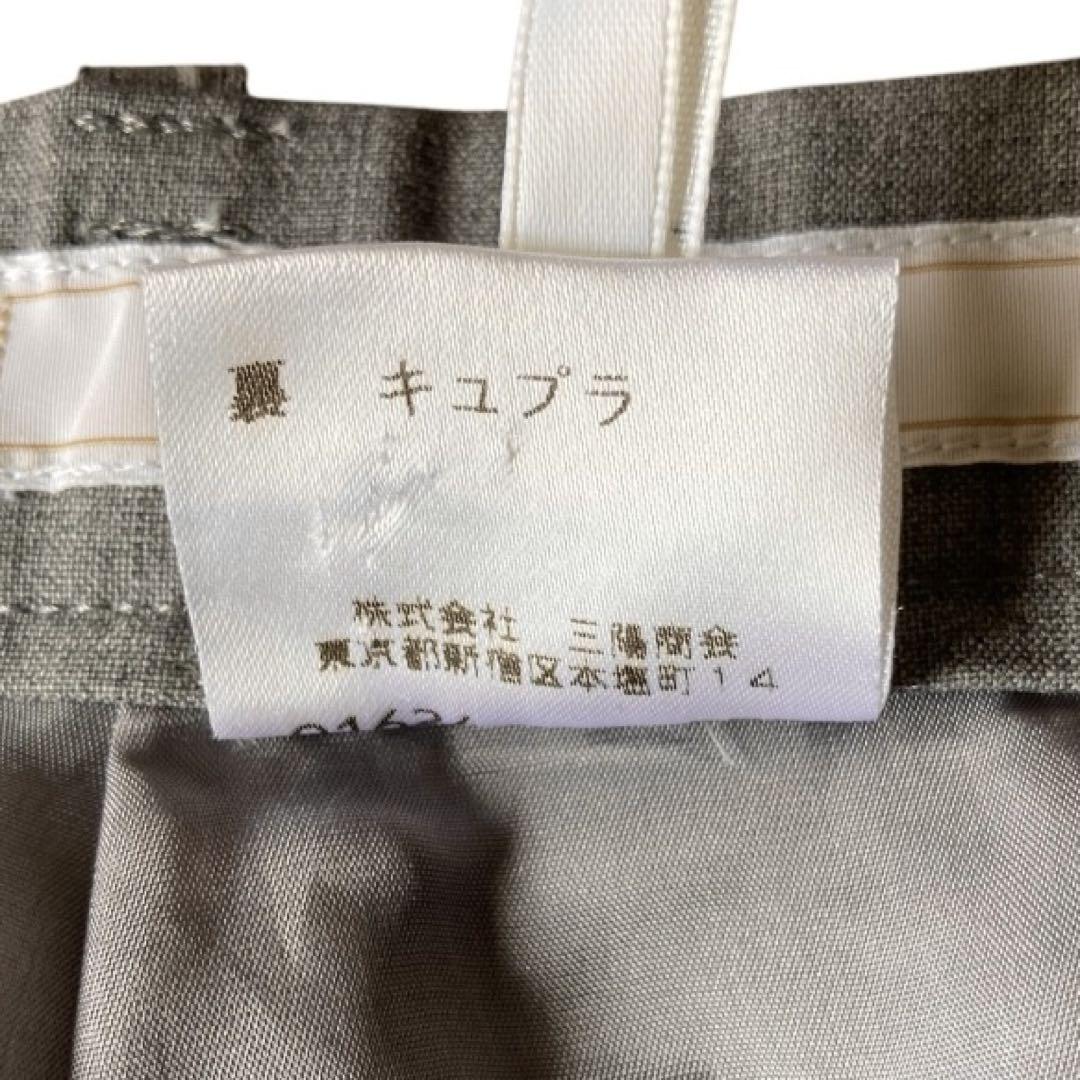 裏 キュプラ
株式会社 三陽商会
東京都新宿区本塩町14